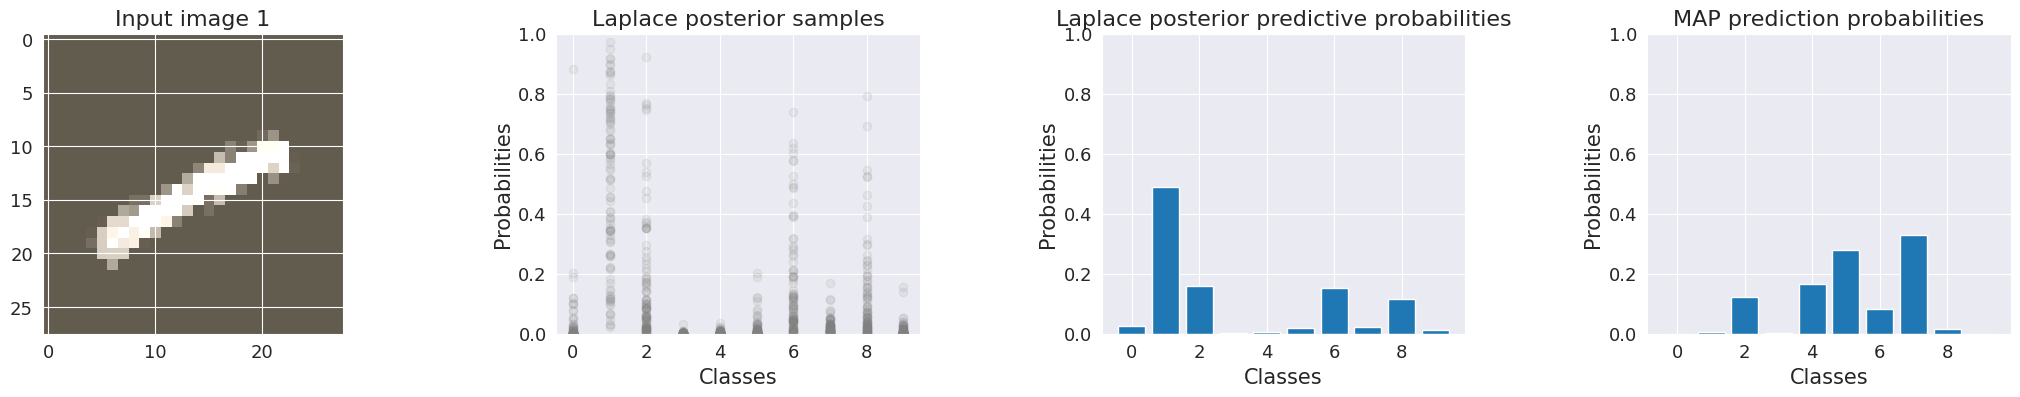 Input image 1
0
5
10
15
20
25
0 10 20
Laplace posterior samples
Probabilities
1.0
0.8
0.6
0.4
0.2
0.0
0 2 4 6 8
Classes
Laplace posterior predictive probabilities
Probabilities
1.0
0.8
0.6
0.4
0.2
0.0
0 2 4 6 8
Classes
MAP prediction probabilities
Probabilities
1.0
0.8
0.6
0.4
0.2
0.0
0 2 4 6 8
Classes